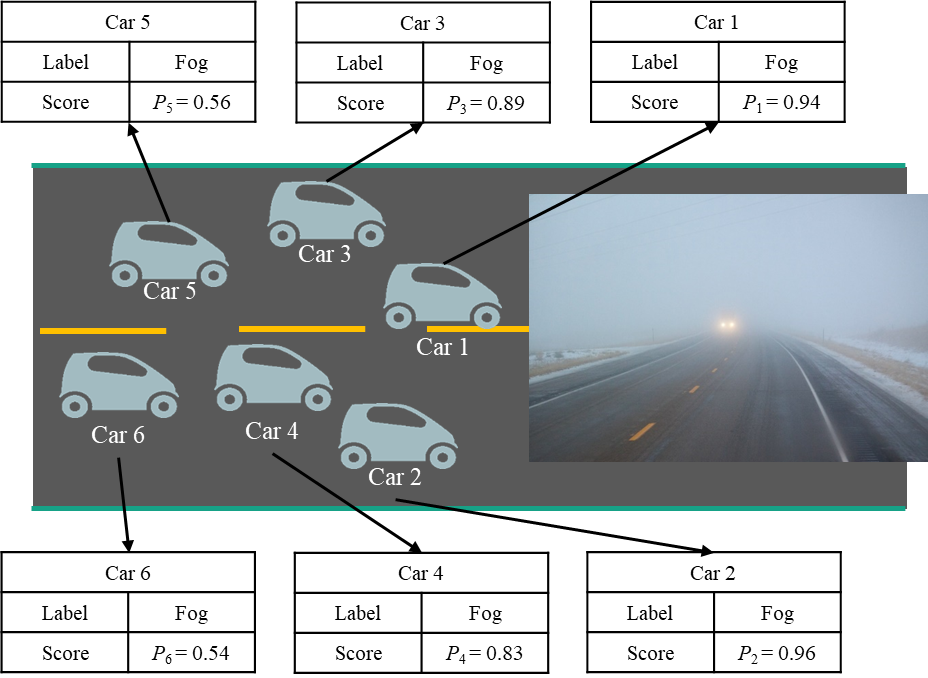 Car 5
Label Fog
Score P5 = 0.56
Car 3
Label Fog
Score P3 = 0.89
Car 1
Label Fog
Score P1 = 0.94
Car 3
Car 5
Car 1
Car 6
Car 4
Car 2
Car 6
Label Fog
Score P6 = 0.54
Car 4
Label Fog
Score P4 = 0.83
Car 2
Label Fog
Score P2 = 0.96